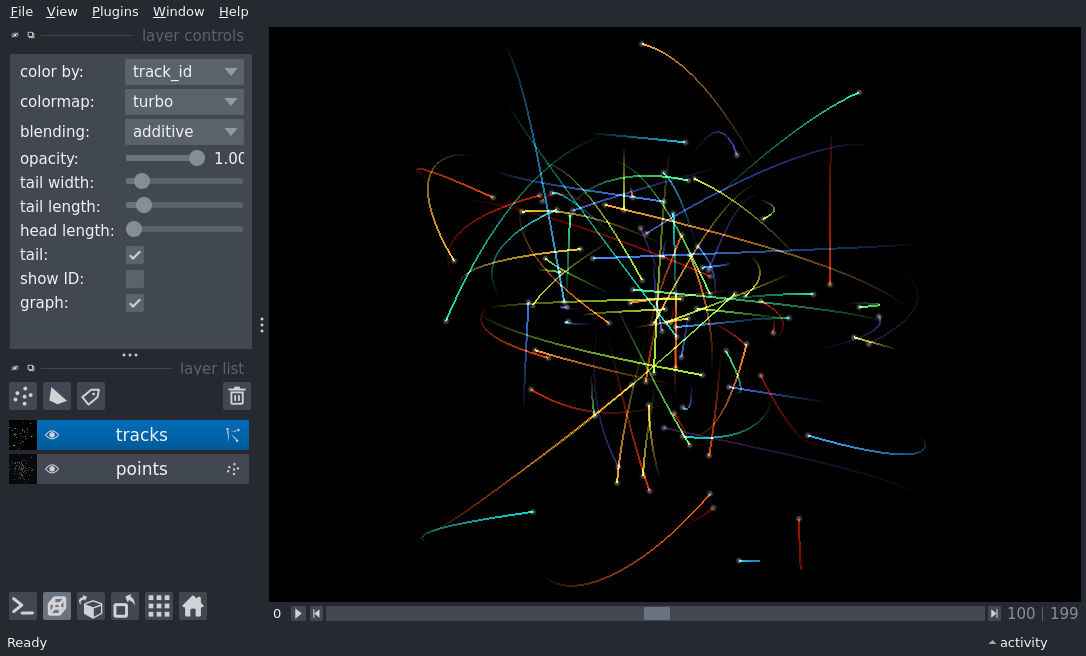 File View Plugins Window Help
layer controls
color by: track_id
colormap: turbo
blending: additive
opacity: 1.00
tail width:
tail length:
head length:
tail:
show ID:
graph:
layer list
tracks
points
0 100 | 199
Ready activity